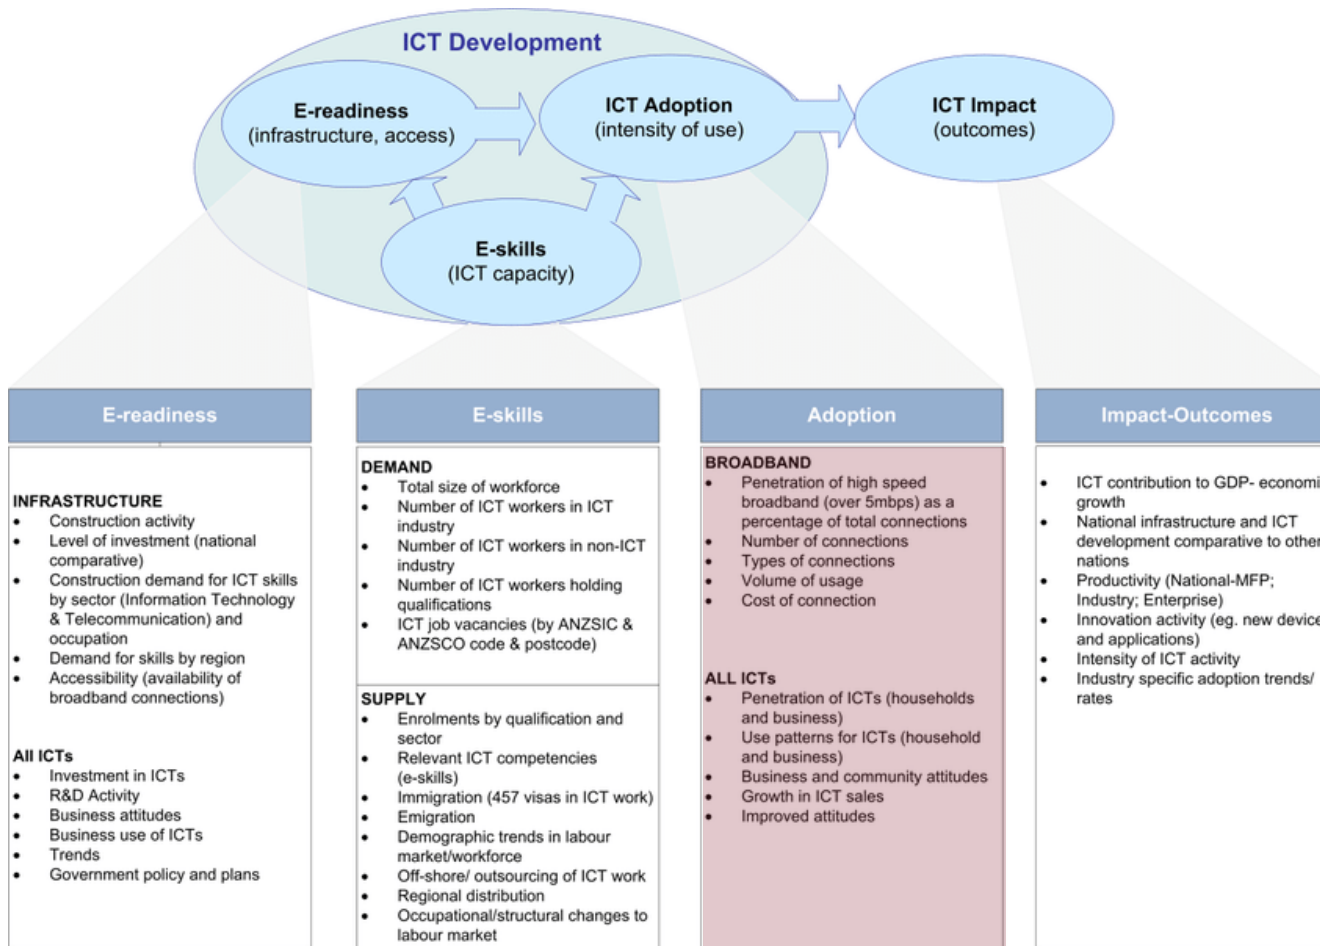 ICT Development
E-readiness
(infrastructure, access)
ICT Adoption
(intensity of use)
ICT Impact
(outcomes)
E-skills
(ICT capacity)
E-readiness
INFRASTRUCTURE
• Construction activity
• Level of investment (national
comparative)
• Construction demand for ICT skills
by sector (Information Technology
& Telecommunication) and
occupation
• Demand for skills by region
• Accessibility (availability of
broadband connections)
All ICTs
• Investment in ICTs
• R&D Activity
• Business attitudes
• Business use of ICTs
• Trends
• Government policy and plans
E-skills
DEMAND
• Total size of workforce
• Number of ICT workers in ICT
industry
• Number of ICT workers in non-ICT
industry
• Number of ICT workers holding
qualifications
• ICT job vacancies (by ANZSIC &
ANZSCO code & postcode)
SUPPLY
• Enrolments by qualification and
sector
• Relevant ICT competencies
(e-skills)
• Immigration (457 visas in ICT work)
• Emigration
• Demographic trends in labour
market/workforce
• Off-shore/ outsourcing of ICT work
• Regional distribution
• Occupational/structural changes to
labour market
Adoption
BROADBAND
• Penetration of high speed
broadband (over 5mbps) as a
percentage of total connections
• Number of connections
• Types of connections
• Volume of usage
• Cost of connection
ALL ICTs
• Penetration of ICTs (households
and business)
• Use patterns for ICTs (household
and business)
• Business and community attitudes
• Growth in ICT sales
• Improved attitudes
Impact-Outcomes
• ICT contribution to GDP- economi
growth
• National infrastructure and ICT
development comparative to other
nations
• Productivity (National-MFP;
Industry; Enterprise)
• Innovation activity (eg. new device
and applications)
• Intensity of ICT activity
• Industry specific adoption trends/
rates